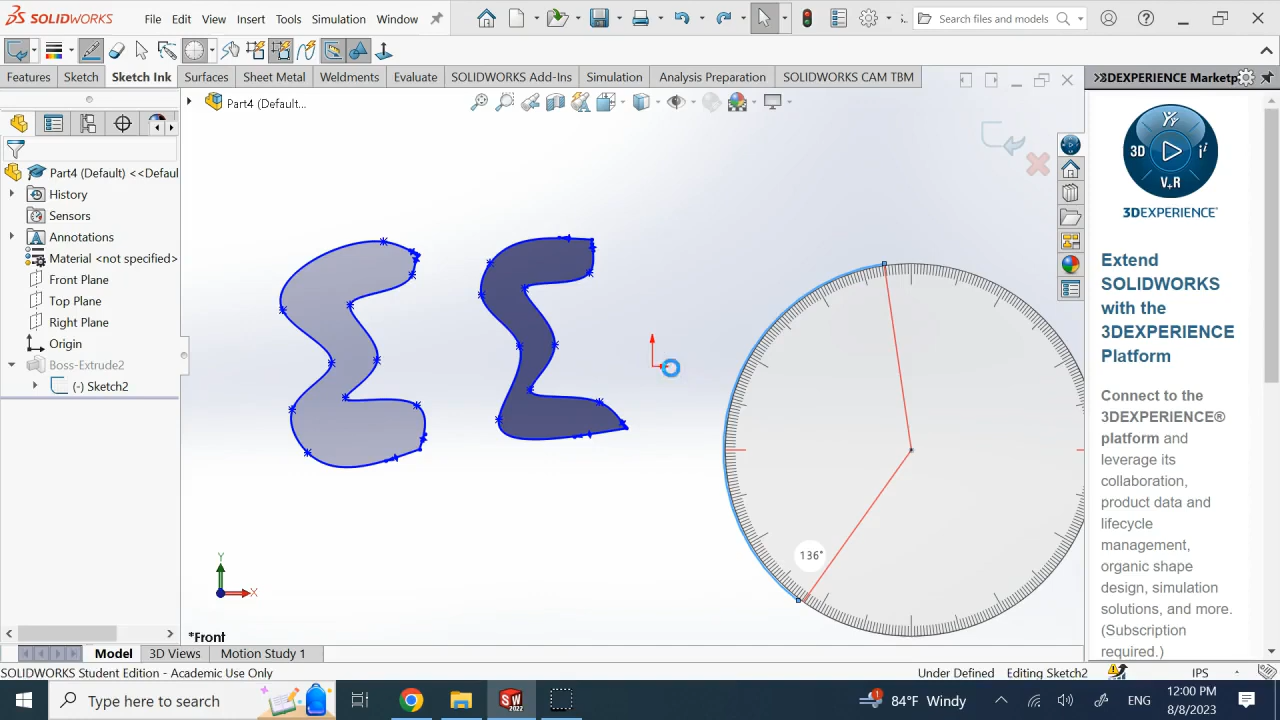 SOLIDWORKS File Edit View Insert Tools Simulation Window Search files and models
Features Sketch Sketch Ink Surfaces Sheet Metal Weldments Evaluate SOLIDWORKS Add-Ins Simulation Analysis Preparation SOLIDWORKS CAM TBM
3DEXPERIENCE Marketp
Part4 (Default...
Part4 (Default) <<Defaul
History
Sensors
Annotations
Material <not specified>
Front Plane
Top Plane
Right Plane
Origin
Boss-Extrude2
(-) Sketch2
136°
Y
X
*Front
3D
V+R
3DEXPERIENCE
Extend
SOLIDWORKS
with the
3DEXPERIENCE
Platform
Connect to the
3DEXPERIENCE®
platform and
leverage its
collaboration,
product data and
lifecycle
management,
organic shape
design, simulation
solutions, and more.
(Subscription
required.)
Model 3D Views Motion Study 1
SOLIDWORKS Student Edition - Academic Use Only Under Defined Editing Sketch2 IPS
Type here to search SW 2022 1 84°F Windy ENG 12:00 PM
8/8/2023